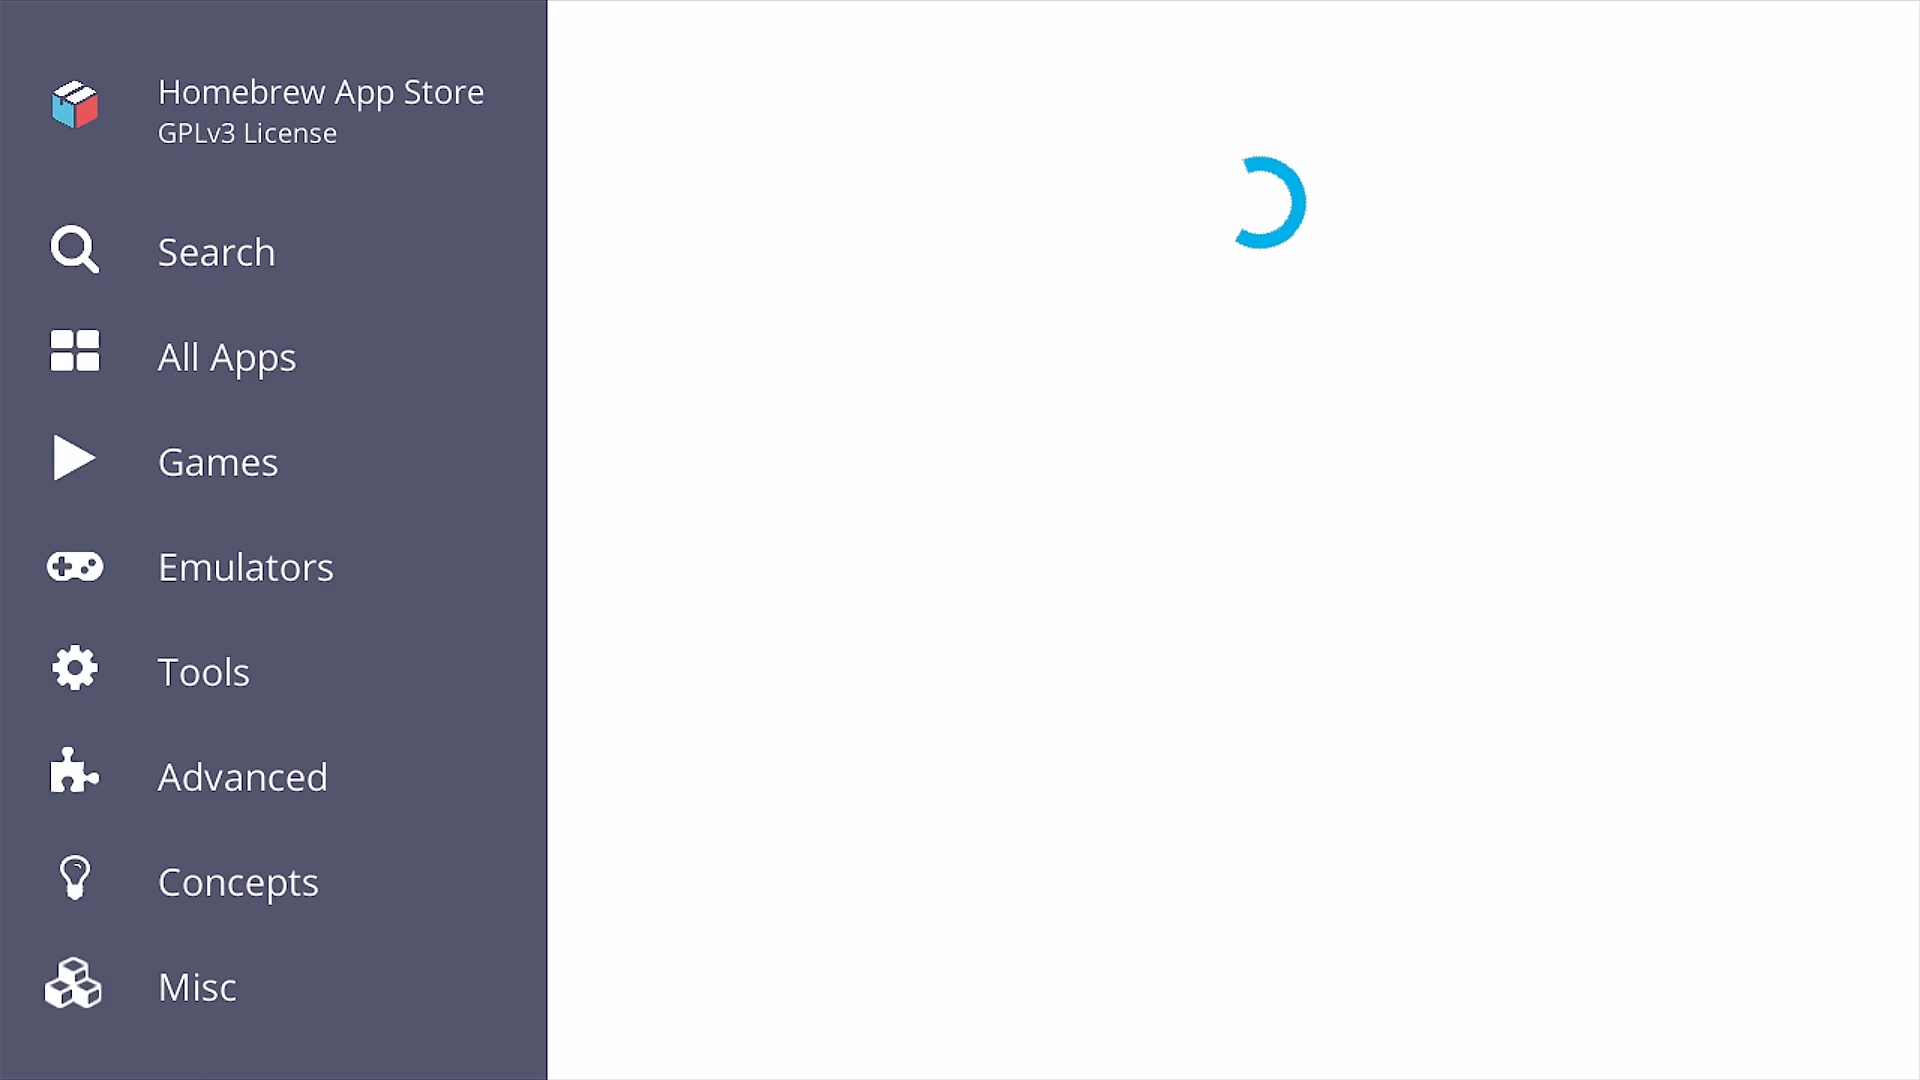 Homebrew App Store
GPLv3 License
Search
All Apps
Games
Emulators
Tools
Advanced
Concepts
Misc